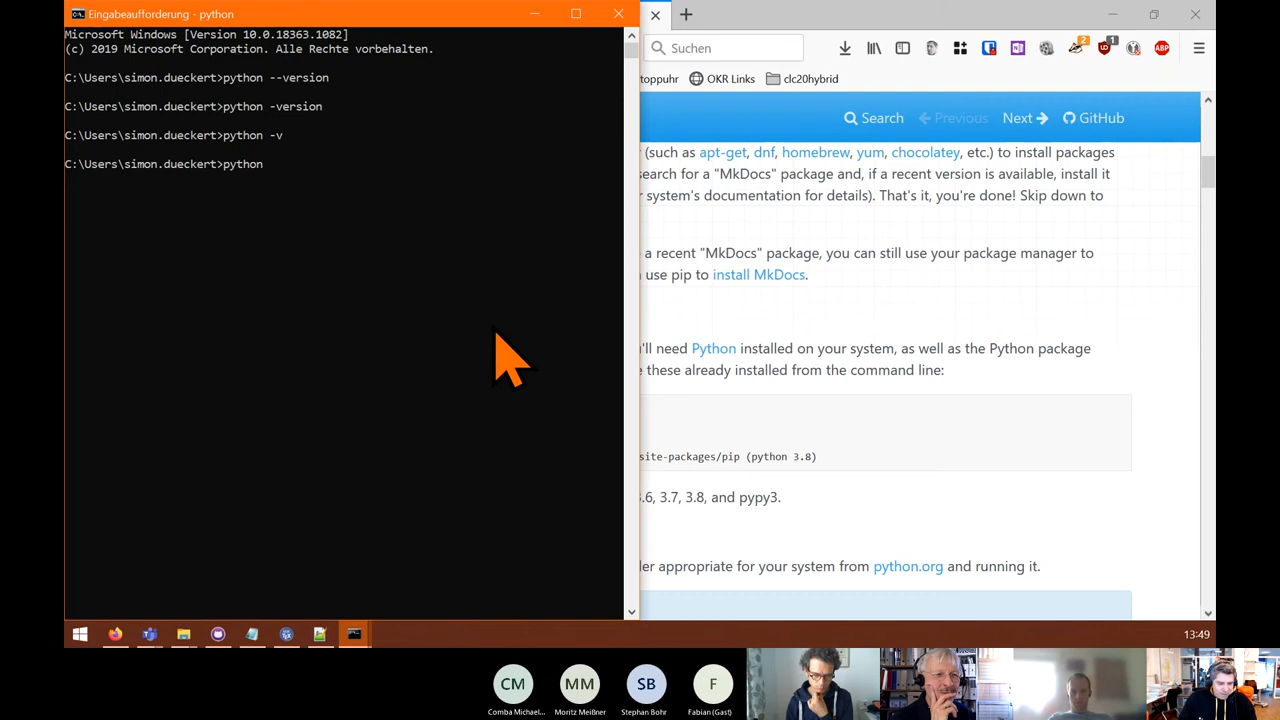 Eingabeaufforderung - python
Microsoft Windows [Version 10.0.18363.1082]
(c) 2019 Microsoft Corporation. Alle Rechte vorbehalten.
C:\Users\simon.dueckert>python --version
C:\Users\simon.dueckert>python -version
C:\Users\simon.dueckert>python -v
C:\Users\simon.dueckert>python
Suchen
2
1
ABP
toppuhr
OKR Links
clc20hybrid
Search
Previous
Next
GitHub
(such as apt-get, dnf, homebrew, yum, chocolatey, etc.) to install packages
search for a "MkDocs" package and, if a recent version is available, install it
system's documentation for details). That's it, you're done! Skip down to
a recent "MkDocs" package, you can still use your package manager to
use pip to install MkDocs.
'll need Python installed on your system, as well as the Python package
these already installed from the command line:
site-packages/pip (python 3.8)
.6, 3.7, 3.8, and pypy3.
ler appropriate for your system from python.org and running it.
13:49
CM
MM
SB
F
Comba Michael...
Moritz Meißner
Stephan Bohr
Fabian (Gast)